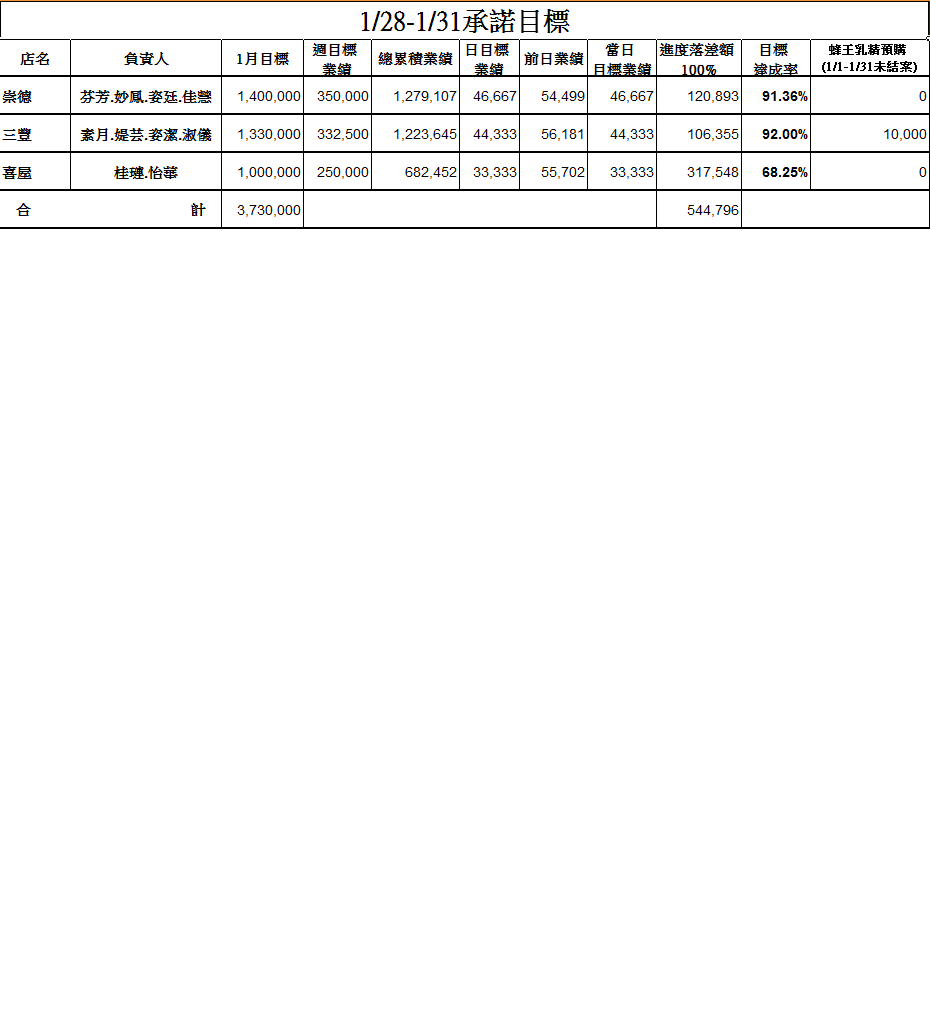 1/28-1/31承諾目標
店名 負責人 1月目標 週目標業績 總累積業績 日目標業績 前日業績 當日目標業績 進度落差額100% 目標達成率 蜂王乳精預購(1/1-1/31未結案)
崇德 芬芳.妙鳳.姿廷.佳慧 1,400,000 350,000 1,279,107 46,667 54,499 46,667 120,893 91.36% 0
三豐 素月.媞芸.姿潔.淑儀 1,330,000 332,500 1,223,645 44,333 56,181 44,333 106,355 92.00% 10,000
喜屋 桂璉.怡華 1,000,000 250,000 682,452 33,333 55,702 33,333 317,548 68.25% 0
合計 3,730,000 544,796